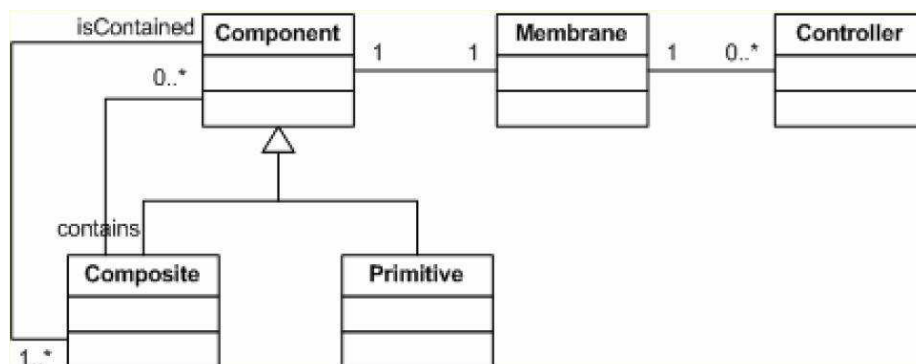 isContained
Component
Membrane
Controller
1
1
1
0..*
0..*
contains
Composite
Primitive
1..*